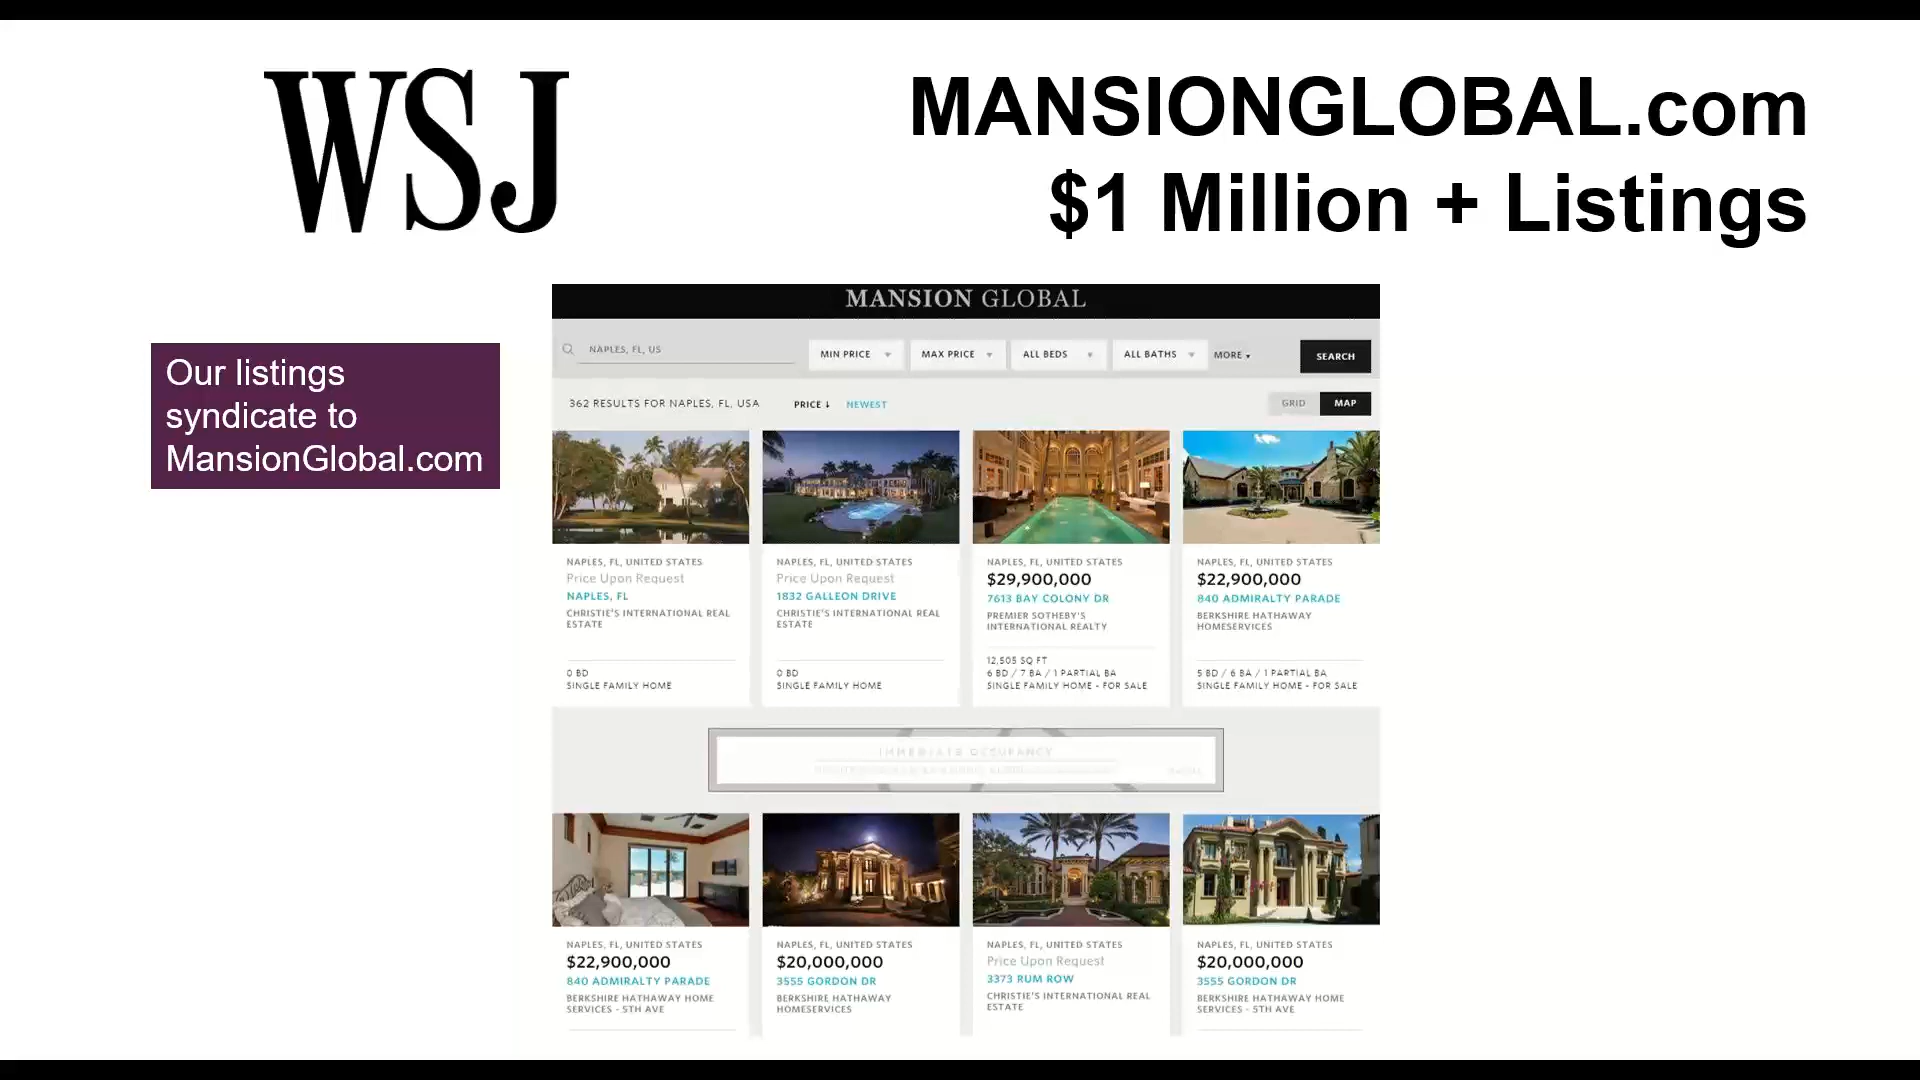 WSJ
MANSIONGLOBAL.com
$1 Million + Listings
Our listings
syndicate to
MansionGlobal.com
MANSION GLOBAL
NAPLES, FL, US
MIN PRICE
MAX PRICE
ALL BEDS
ALL BATHS
MORE
SEARCH
362 RESULTS FOR NAPLES, FL, USA
PRICE
NEWEST
GRID
MAP
NAPLES, FL, UNITED STATES
Price Upon Request
NAPLES, FL
CHRISTIE'S INTERNATIONAL REAL
ESTATE
0 BD
SINGLE FAMILY HOME
NAPLES, FL, UNITED STATES
Price Upon Request
1832 GALLEON DRIVE
CHRISTIE'S INTERNATIONAL REAL
ESTATE
0 BD
SINGLE FAMILY HOME
NAPLES, FL, UNITED STATES
$29,900,000
7613 BAY COLONY DR
PREMIER SOTHEBY'S
INTERNATIONAL REALTY
12,505 SQ FT
6 BD / 7 BA / 1 PARTIAL BA
SINGLE FAMILY HOME - FOR SALE
NAPLES, FL, UNITED STATES
$22,900,000
840 ADMIRALTY PARADE
BERKSHIRE HATHAWAY
HOMESERVICES
5 BD / 6 BA / 1 PARTIAL BA
SINGLE FAMILY HOME - FOR SALE
IMMEDIATE OCCUPANCY
NAPLES, FL, UNITED STATES
$22,900,000
840 ADMIRALTY PARADE
BERKSHIRE HATHAWAY HOME
SERVICES - 5TH AVE
NAPLES, FL, UNITED STATES
$20,000,000
3555 GORDON DR
BERKSHIRE HATHAWAY
HOMESERVICES
NAPLES, FL, UNITED STATES
Price Upon Request
3373 RUM ROW
CHRISTIE'S INTERNATIONAL REAL
ESTATE
NAPLES, FL, UNITED STATES
$20,000,000
3555 GORDON DR
BERKSHIRE HATHAWAY HOME
SERVICES - 5TH AVE